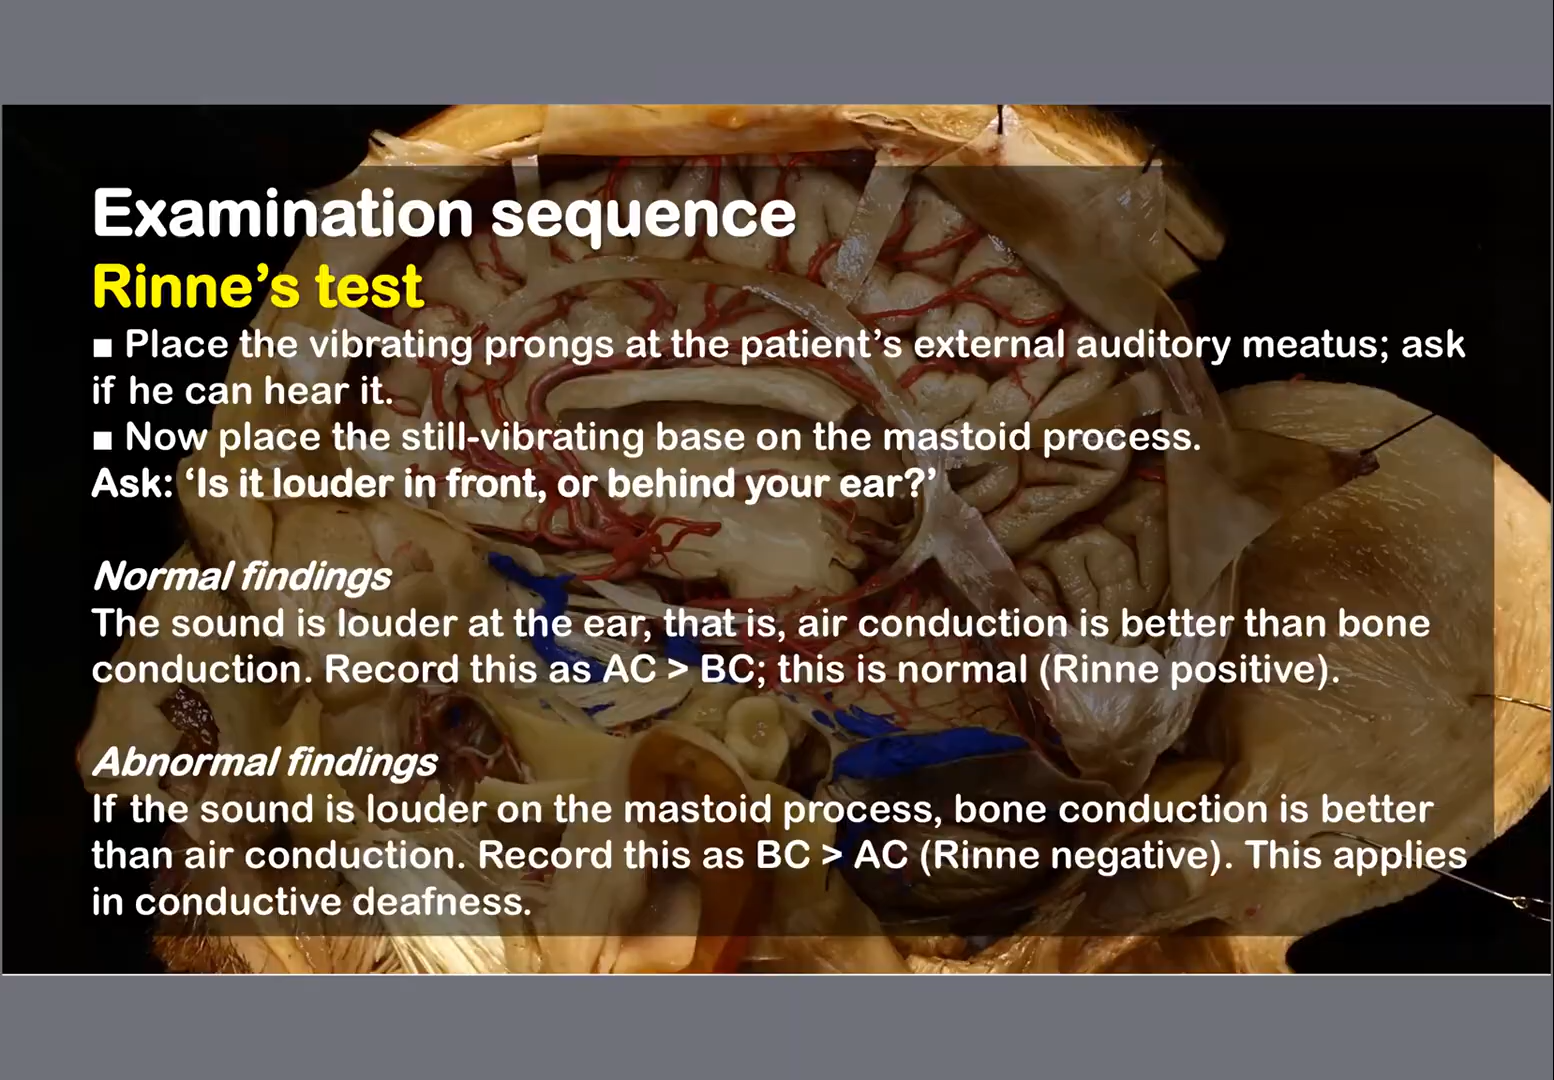 Examination sequence
Rinne’s test
■ Place the vibrating prongs at the patient’s external auditory meatus; ask
if he can hear it.
■ Now place the still-vibrating base on the mastoid process.
Ask: ‘Is it louder in front, or behind your ear?’
Normal findings
The sound is louder at the ear, that is, air conduction is better than bone
conduction. Record this as AC > BC; this is normal (Rinne positive).
Abnormal findings
If the sound is louder on the mastoid process, bone conduction is better
than air conduction. Record this as BC > AC (Rinne negative). This applies
in conductive deafness.